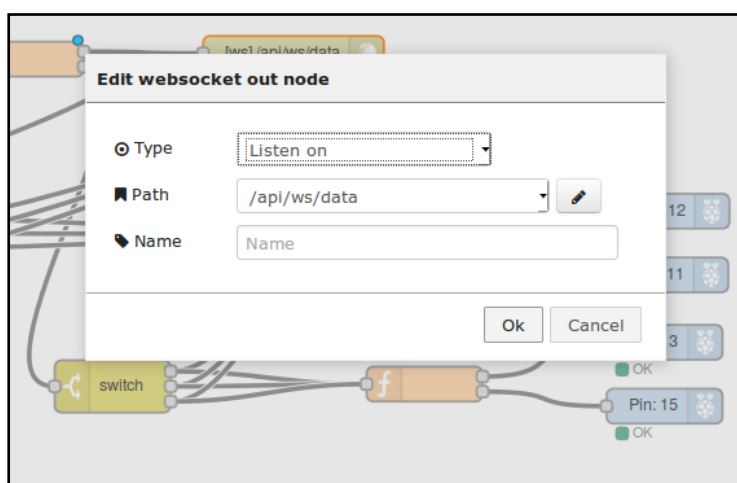 [ws] /api/ws/data
Edit websocket out node
Type
Listen on
Path
/api/ws/data
Name
Name
12
11
3
OK
Ok
Cancel
switch
f
Pin: 15
OK